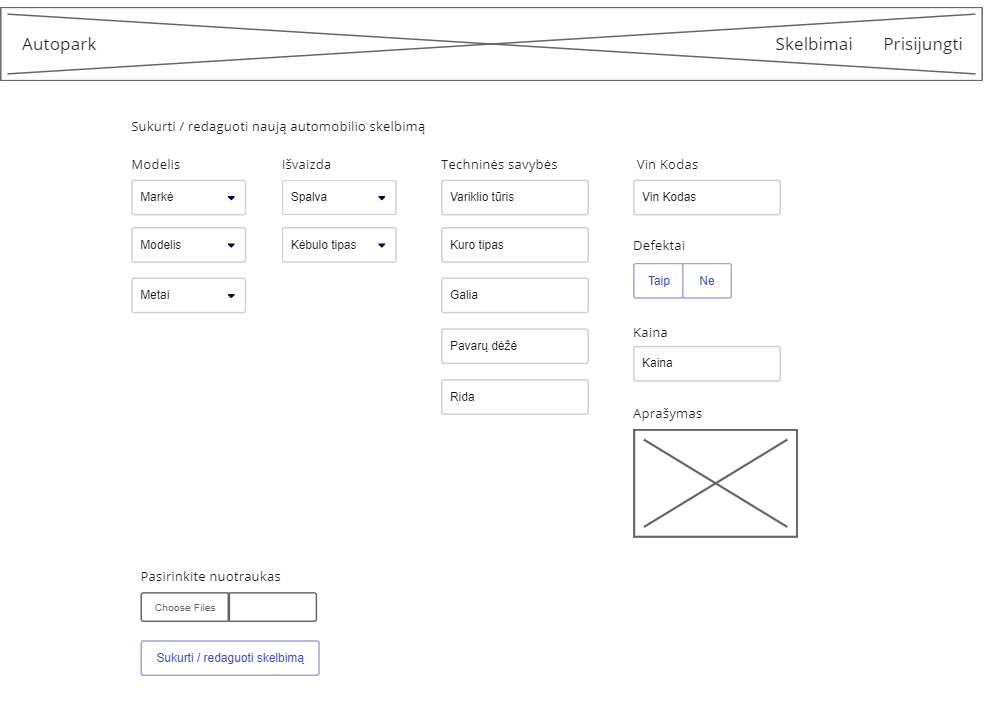 Autopark
Skelbimai
Prisijungti
Sukurti / redaguoti naują automobilio skelbimą
Modelis
Markė
Modelis
Metai
Išvaizda
Spalva
Kėbulo tipas
Techninės savybės
Variklio tūris
Kuro tipas
Galia
Pavarų dėžė
Rida
Vin Kodas
Vin Kodas
Defektai
Taip
Ne
Kaina
Kaina
Aprašymas
Pasirinkite nuotraukas
Choose Files
Sukurti / redaguoti skelbimą